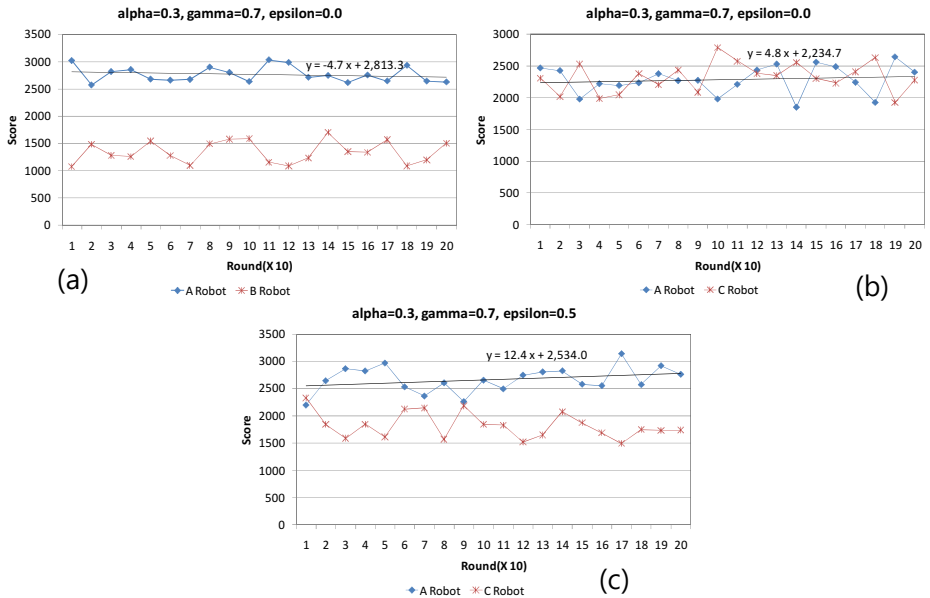 alpha=0.3, gamma=0.7, epsilon=0.0
3500
3000
2500
2000
1500
1000
500
0
Score
y = -4.7 x + 2,813.3
1 2 3 4 5 6 7 8 9 10 11 12 13 14 15 16 17 18 19 20
Round(X 10)
A Robot B Robot
(a)
alpha=0.3, gamma=0.7, epsilon=0.0
3000
2500
2000
1500
1000
500
0
Score
y = 4.8 x + 2,234.7
1 2 3 4 5 6 7 8 9 10 11 12 13 14 15 16 17 18 19 20
Round(X 10)
A Robot C Robot
(b)
alpha=0.3, gamma=0.7, epsilon=0.5
3500
3000
2500
2000
1500
1000
500
0
Score
y = 12.4 x + 2,534.0
1 2 3 4 5 6 7 8 9 10 11 12 13 14 15 16 17 18 19 20
Round(X 10)
A Robot C Robot
(c)